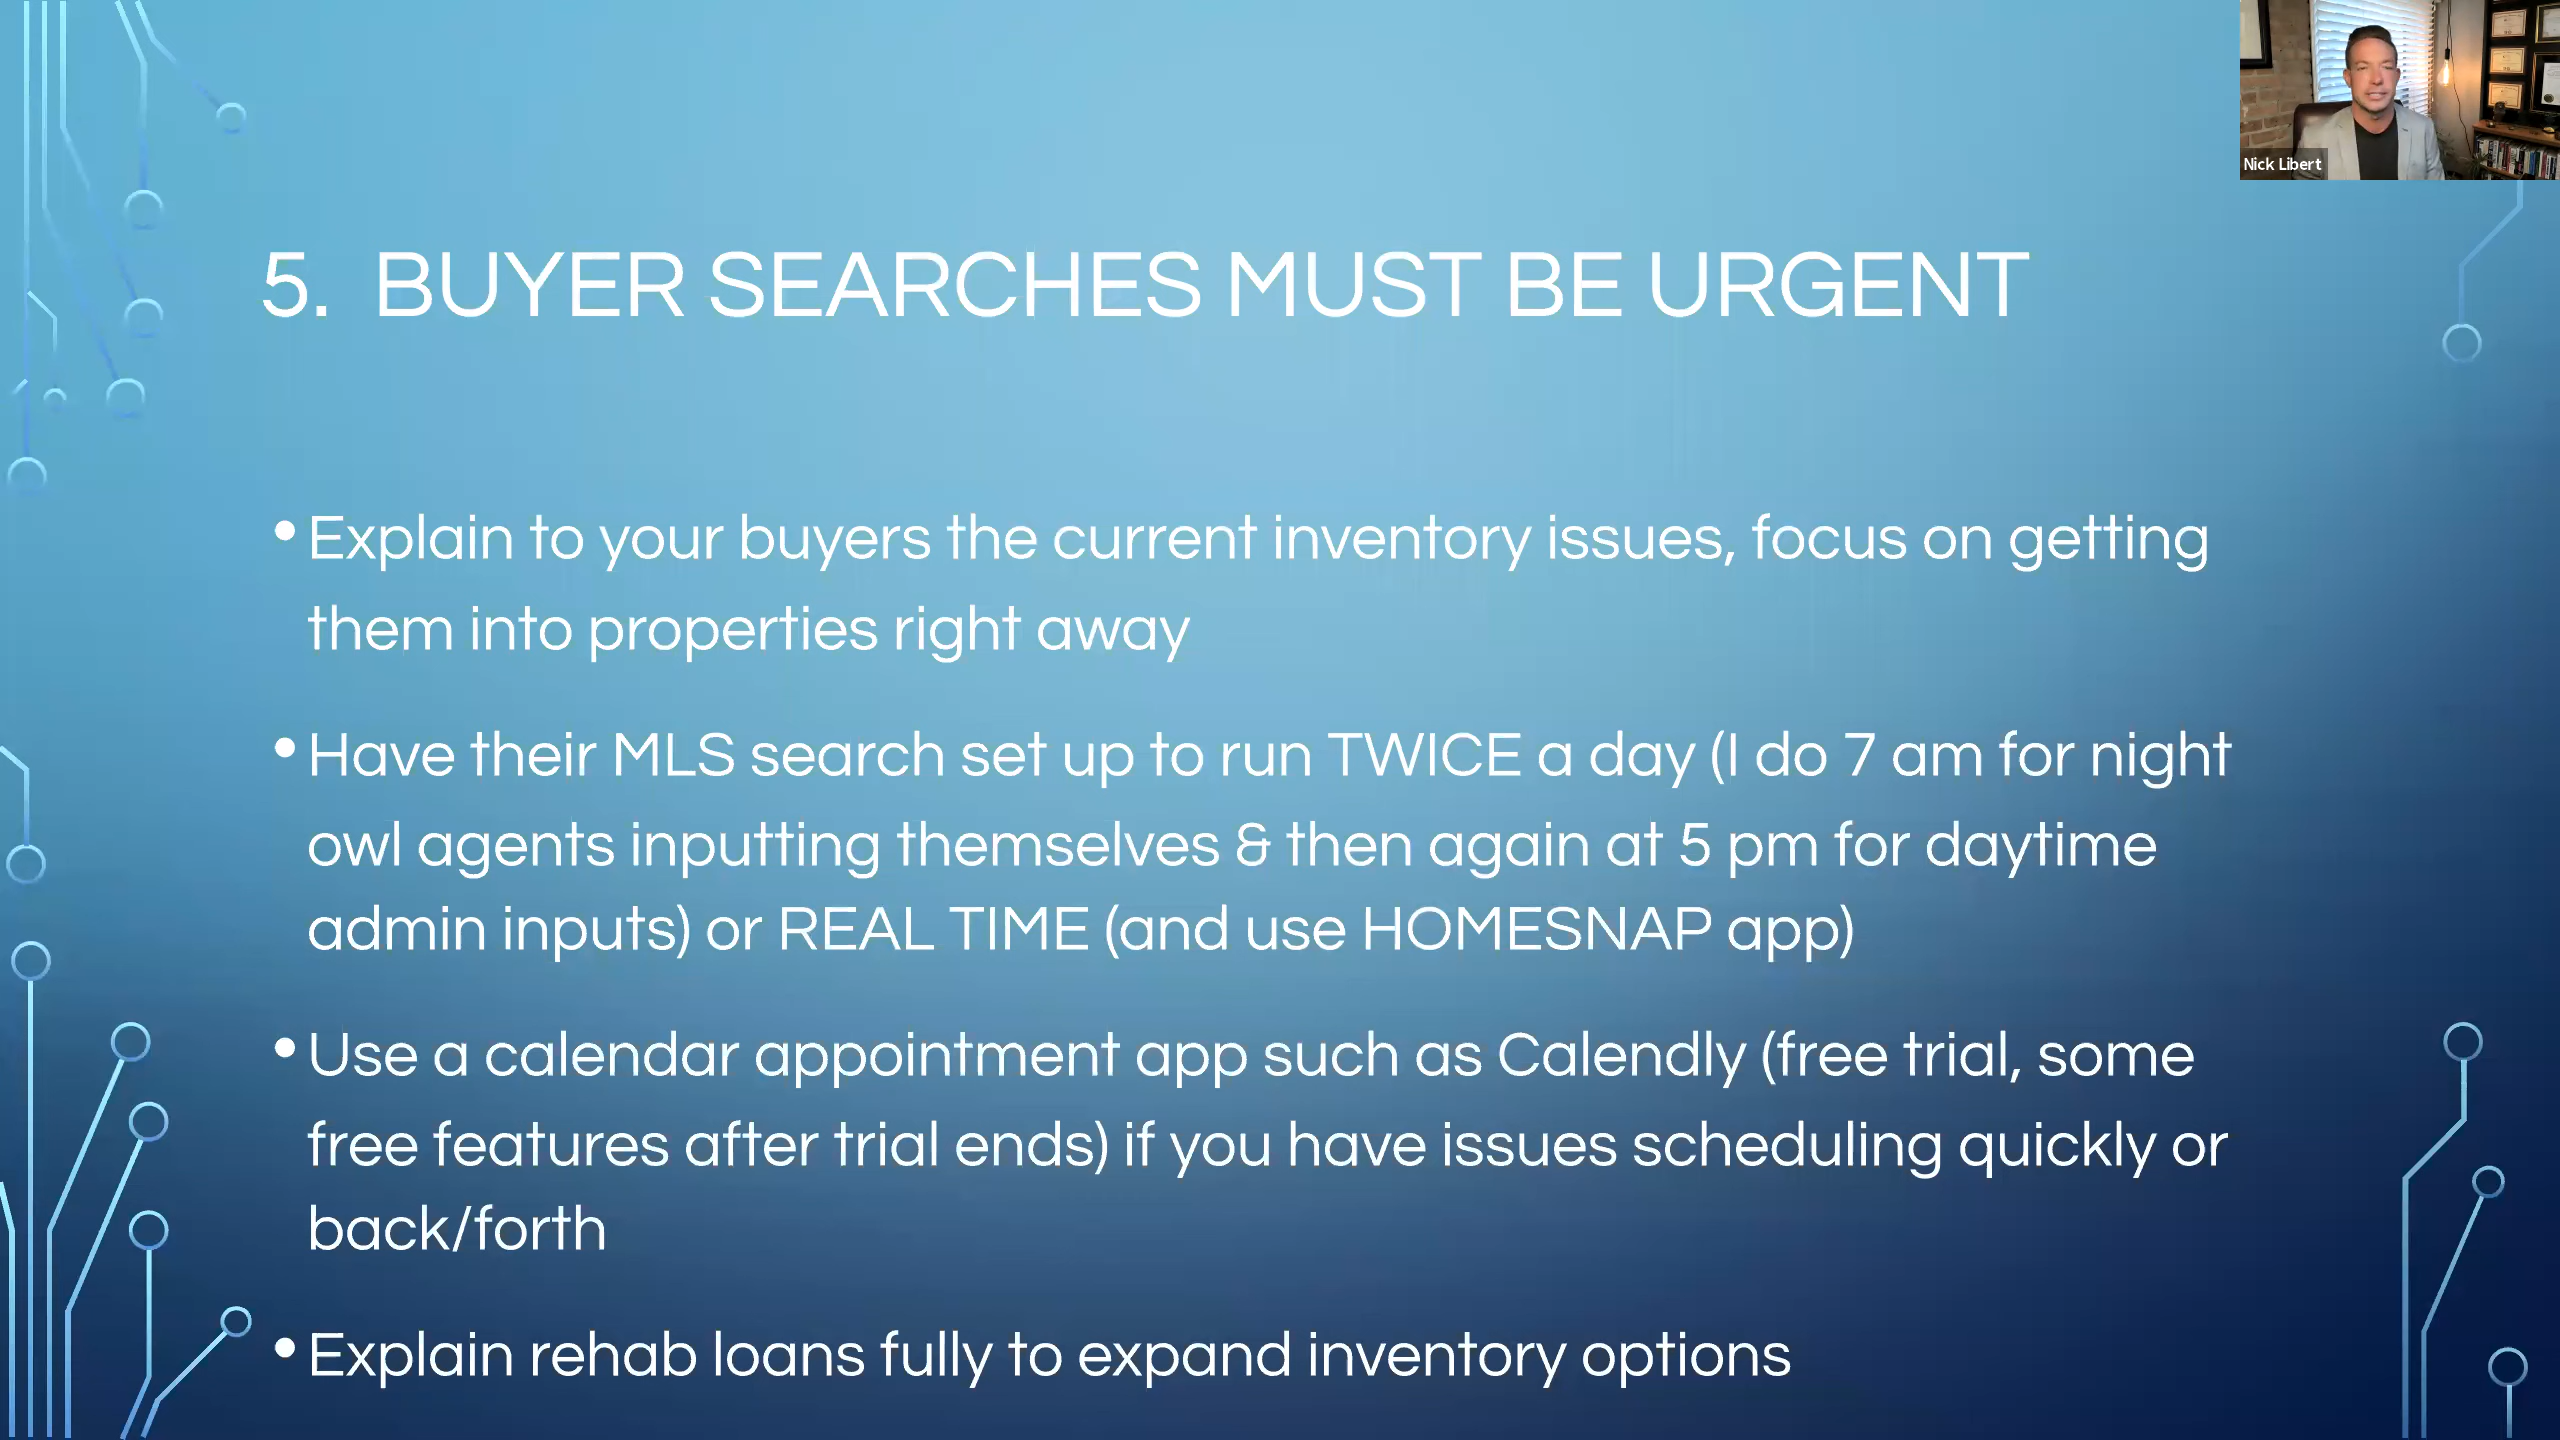 Nick Libert
5. BUYER SEARCHES MUST BE URGENT
•Explain to your buyers the current inventory issues, focus on getting
them into properties right away
•Have their MLS search set up to run TWICE a day (I do 7 am for night
owl agents inputting themselves & then again at 5 pm for daytime
admin inputs) or REAL TIME (and use HOMESNAP app)
•Use a calendar appointment app such as Calendly (free trial, some
free features after trial ends) if you have issues scheduling quickly or
back/forth
•Explain rehab loans fully to expand inventory options